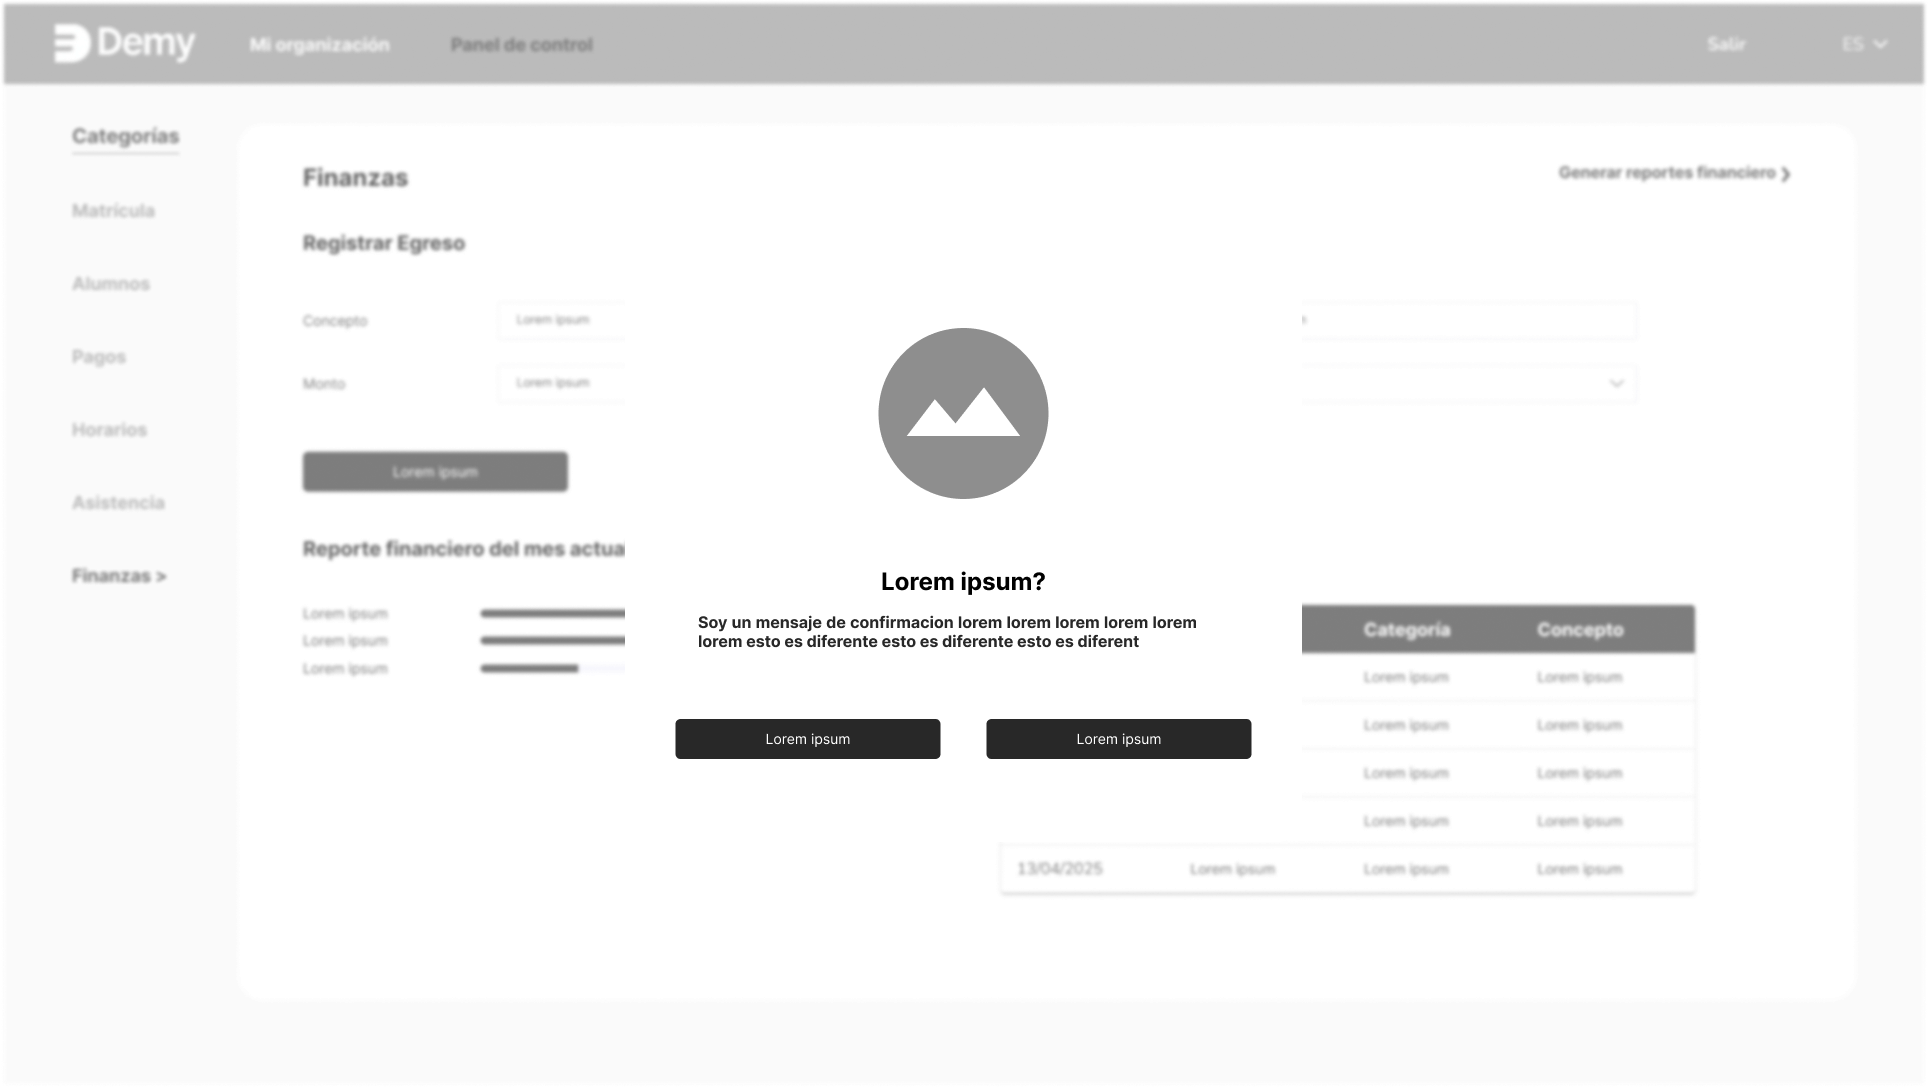 Demy
Mi organización
Panel de control
Salir
ES
Categorías
Matrícula
Alumnos
Pagos
Horarios
Asistencia
Finanzas >
Finanzas
Generar reportes financiero ❯
Registrar Egreso
Concepto
Lorem ipsum
Monto
Lorem ipsum
Lorem ipsum
Reporte financiero del mes actua
Lorem ipsum
Lorem ipsum
Lorem ipsum
Lorem ipsum?
Soy un mensaje de confirmacion lorem lorem lorem lorem lorem
lorem esto es diferente esto es diferente esto es diferent
Lorem ipsum
Lorem ipsum
Categoría
Concepto
Lorem ipsum
Lorem ipsum
Lorem ipsum
Lorem ipsum
Lorem ipsum
Lorem ipsum
Lorem ipsum
Lorem ipsum
13/04/2025
Lorem ipsum
Lorem ipsum
Lorem ipsum